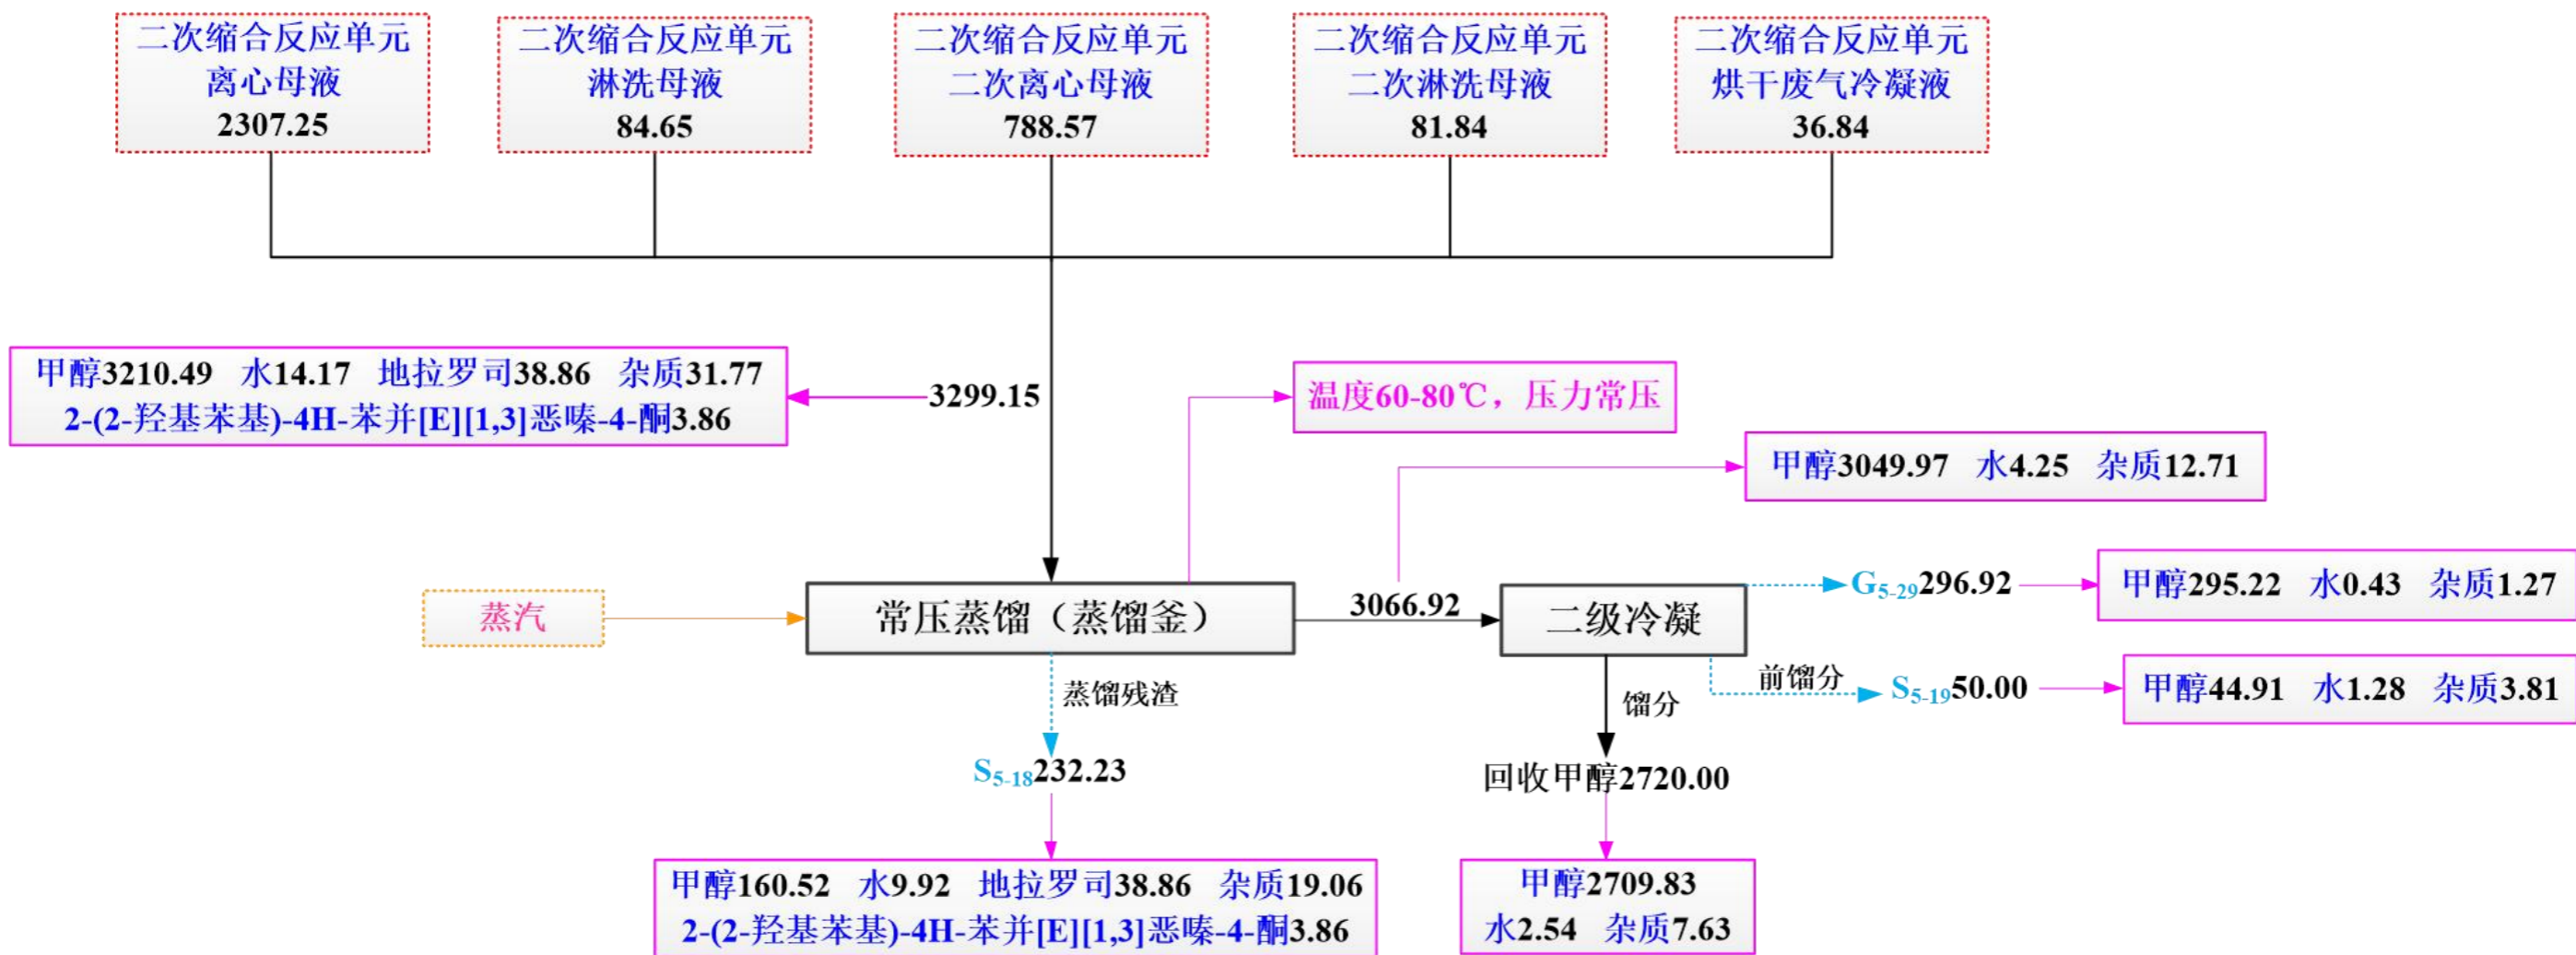 二次缩合反应单元
离心母液
2307.25
二次缩合反应单元
淋洗母液
84.65
二次缩合反应单元
二次离心母液
788.57
二次缩合反应单元
二次淋洗母液
81.84
二次缩合反应单元
烘干废气冷凝液
36.84
甲醇3210.49 水14.17 地拉罗司38.86 杂质31.77
2-(2-羟基苯基)-4H-苯并[E][1,3]恶嗪-4-酮3.86
3299.15
温度60-80℃，压力常压
甲醇3049.97 水4.25 杂质12.71
蒸汽
常压蒸馏（蒸馏釜）
3066.92
二级冷凝
G5-29296.92
甲醇295.22 水0.43 杂质1.27
前馏分
S5-1950.00
甲醇44.91 水1.28 杂质3.81
蒸馏残渣
馏分
S5-18232.23
回收甲醇2720.00
甲醇160.52 水9.92 地拉罗司38.86 杂质19.06
2-(2-羟基苯基)-4H-苯并[E][1,3]恶嗪-4-酮3.86
甲醇2709.83
水2.54 杂质7.63